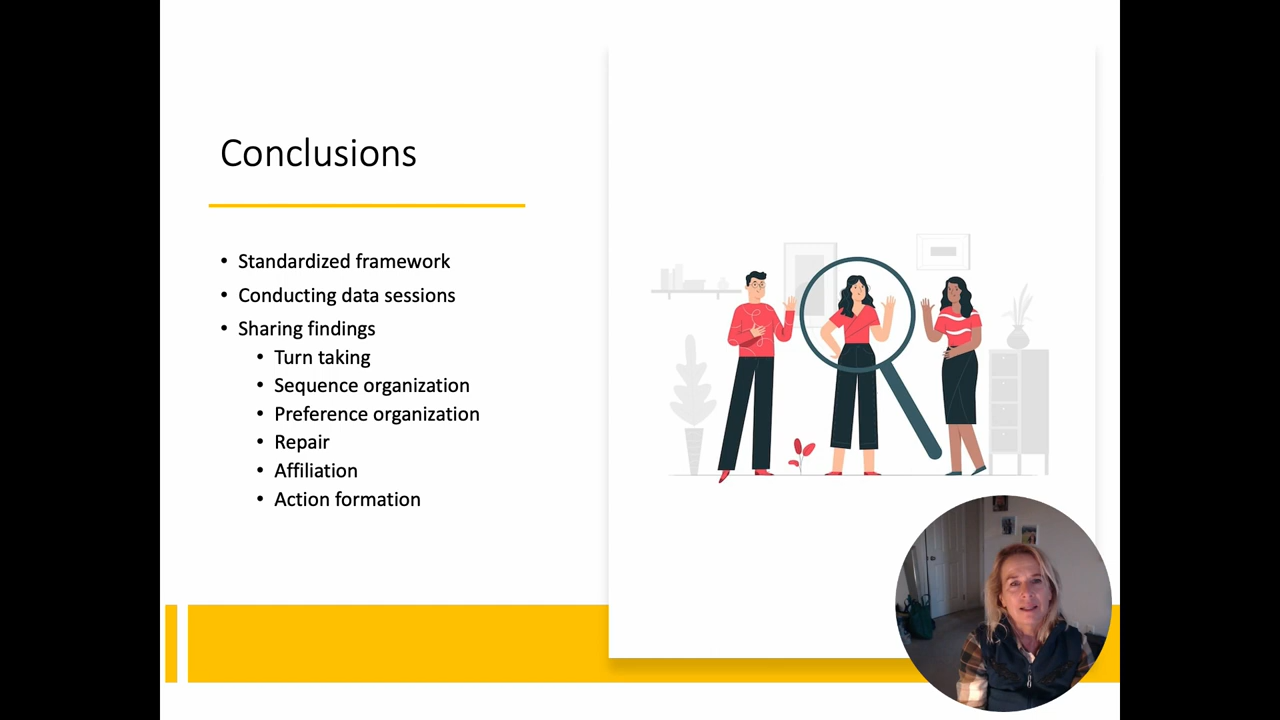 Conclusions
• Standardized framework
• Conducting data sessions
• Sharing findings
• Turn taking
• Sequence organization
• Preference organization
• Repair
• Affiliation
• Action formation